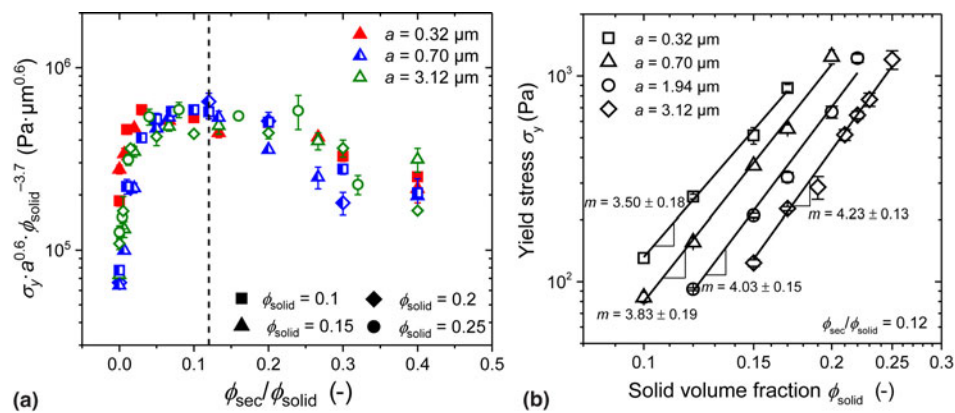 (a)
10⁶
10⁵
σy·a^0.6·ϕsolid^−3.7 (Pa·µm^0.6)
a = 0.32 µm
a = 0.70 µm
a = 3.12 µm
ϕsolid = 0.1
ϕsolid = 0.2
ϕsolid = 0.15
ϕsolid = 0.25
0.0 0.1 0.2 0.3 0.4 0.5
ϕsec/ϕsolid (-)
(b)
10³
10²
Yield stress σy (Pa)
a = 0.32 µm
a = 0.70 µm
a = 1.94 µm
a = 3.12 µm
m = 3.50 ± 0.18
m = 4.23 ± 0.13
m = 4.03 ± 0.15
m = 3.83 ± 0.19
ϕsec/ϕsolid = 0.12
0.1 0.15 0.2 0.25 0.3
Solid volume fraction ϕsolid (-)